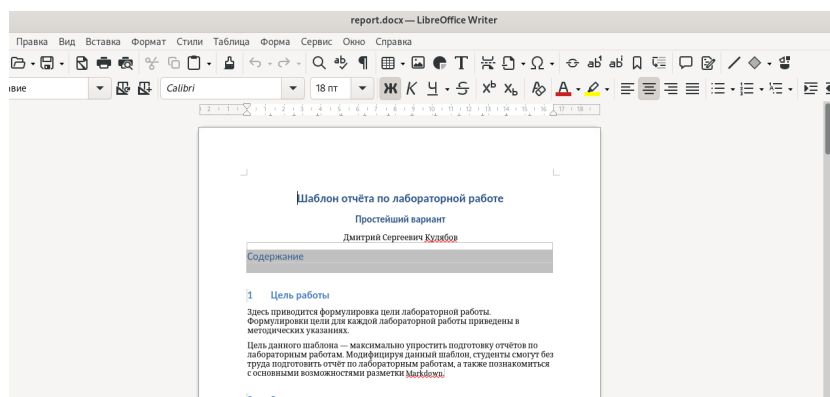 report.docx — LibreOffice Writer
Правка Вид Вставка Формат Стили Таблица Форма Сервис Окно Справка
Calibri 18 пт Ж К Ч S
Шаблон отчёта по лабораторной работе
Простейший вариант
Дмитрий Сергеевич Кулябов
Содержание
1 Цель работы
Здесь приводится формулировка цели лабораторной работы.
Формулировки цели для каждой лабораторной работы приведены в
методических указаниях.
Цель данного шаблона — максимально упростить подготовку отчётов по
лабораторным работам. Модифицируя данный шаблон, студенты смогут без
труда подготовить отчёт по лабораторным работам, а также познакомиться
с основными возможностями разметки Markdown.